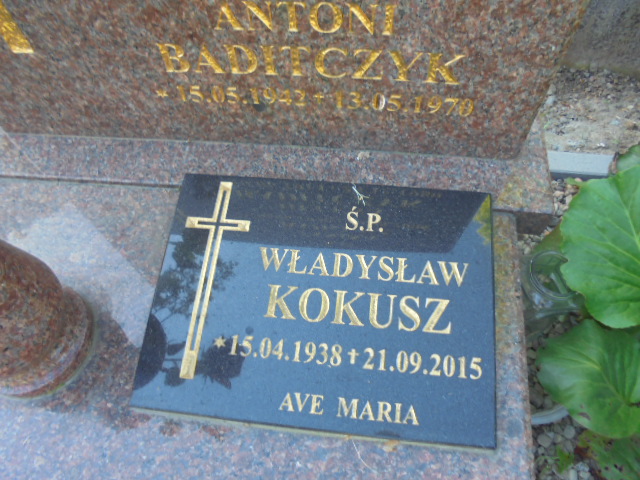 ANTONI
BADITCZYK
*15.05.1942+13.05.1970
Ś.P.
WŁADYSŁAW
KOKUSZ
*15.04.1938+21.09.2015
AVE MARIA